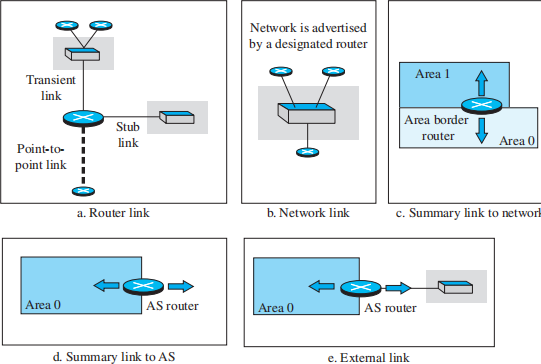 Transient
link
Stub
link
Point-to-
point link
a. Router link
Network is advertised
by a designated router
b. Network link
Area 1
Area border
router
Area 0
c. Summary link to network
Area 0
AS router
d. Summary link to AS
Area 0
AS router
e. External link